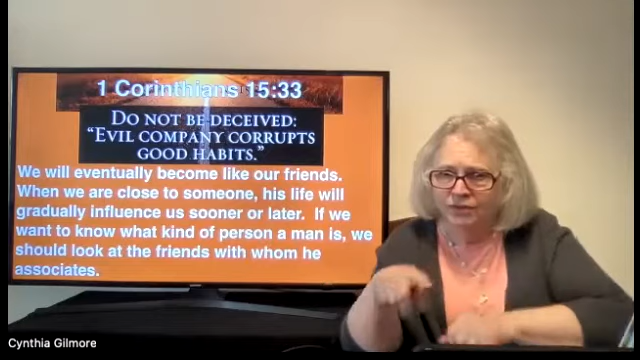 1 Corinthians 15:33
DO NOT BE DECEIVED:
“EVIL COMPANY CORRUPTS
GOOD HABITS.”
We will eventually become like our friends.
When we are close to someone, his life will
gradually influence us sooner or later.  If we
want to know what kind of person a man is, we
should look at the friends with whom he
associates.
Cynthia Gilmore